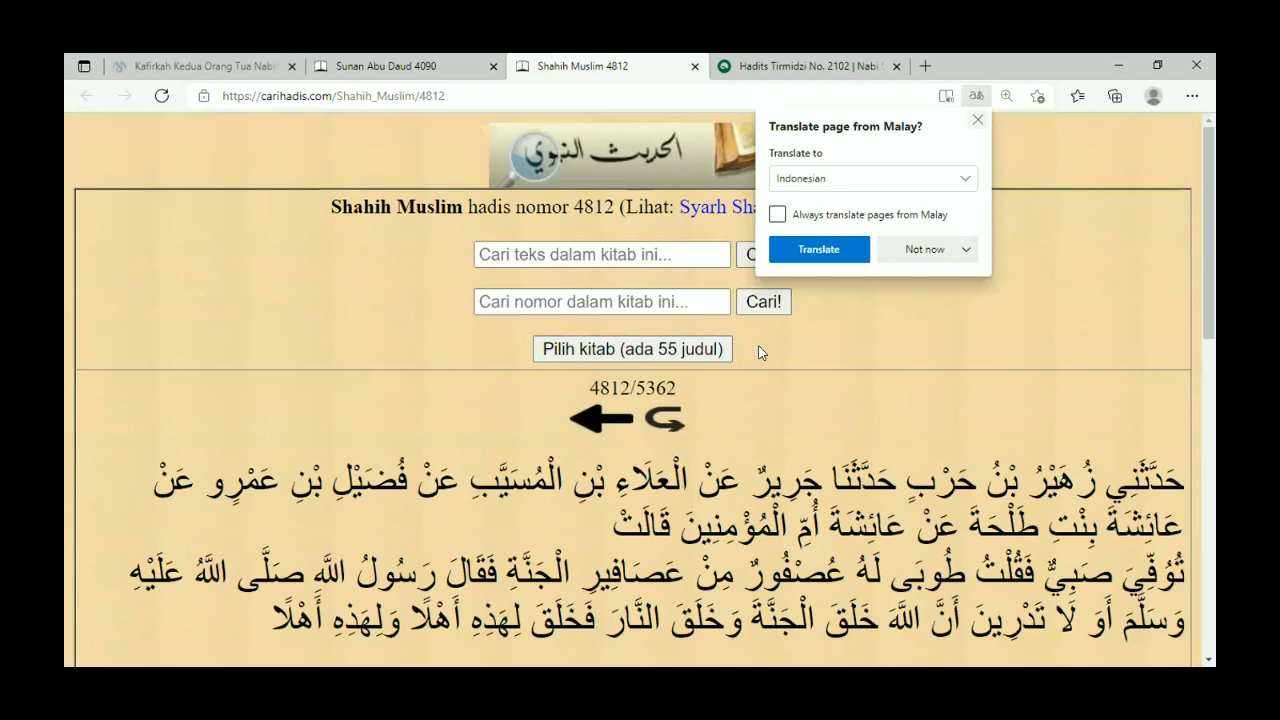 Kafirkah Kedua Orang Tua Nabi
Sunan Abu Daud 4090
Shahih Muslim 4812
Hadits Tirmidzi No. 2102 | Nabi
https://carihadis.com/Shahih_Muslim/4812
الحديث النبوي
Translate page from Malay?
Translate to
Indonesian
Always translate pages from Malay
Translate
Not now
Shahih Muslim hadis nomor 4812 (Lihat: Syarh Sha
Cari teks dalam kitab ini...
C
Cari nomor dalam kitab ini...
Cari!
Pilih kitab (ada 55 judul)
4812/5362
حَدَّثَنِي زُهَيْرُ بْنُ حَرْبٍ حَدَّثَنَا جَرِيرٌ عَنْ الْعَلَاءِ بْنِ الْمُسَيَّبِ عَنْ فُضَيْلِ بْنِ عَمْرٍو عَنْ
عَائِشَةَ بِنْتِ طَلْحَةَ عَنْ عَائِشَةَ أُمِّ الْمُؤْمِنِينَ قَالَتْ
تُوُفِّيَ صَبِيٌّ فَقُلْتُ طُوبَى لَهُ عُصْفُورٌ مِنْ عَصَافِيرِ الْجَنَّةِ فَقَالَ رَسُولُ اللَّهِ صَلَّى اللَّهُ عَلَيْهِ
وَسَلَّمَ أَوَ لَا تَدْرِينَ أَنَّ اللَّهَ خَلَقَ الْجَنَّةَ وَخَلَقَ النَّارَ فَخَلَقَ لِهَذِهِ أَهْلًا وَلِهَذِهِ أَهْلًا